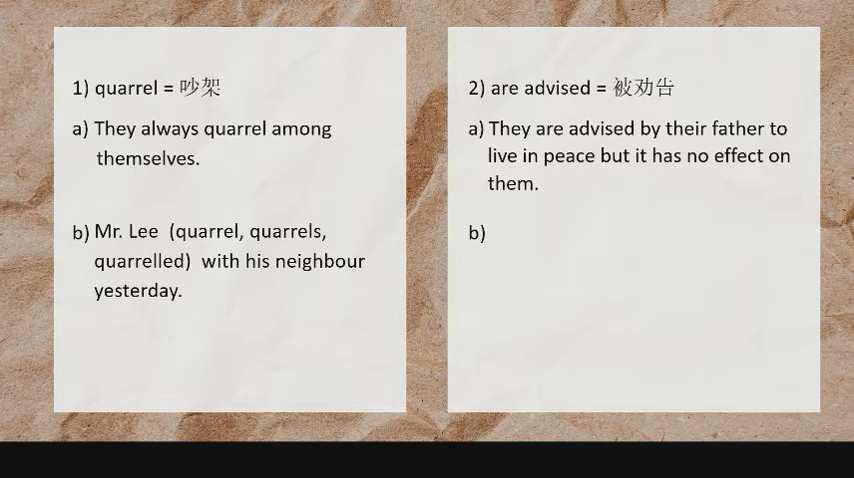 1) quarrel = 吵架
a) They always quarrel among
themselves.
b) Mr. Lee (quarrel, quarrels,
quarrelled) with his neighbour
yesterday.
2) are advised = 被劝告
a) They are advised by their father to
live in peace but it has no effect on
them.
b)